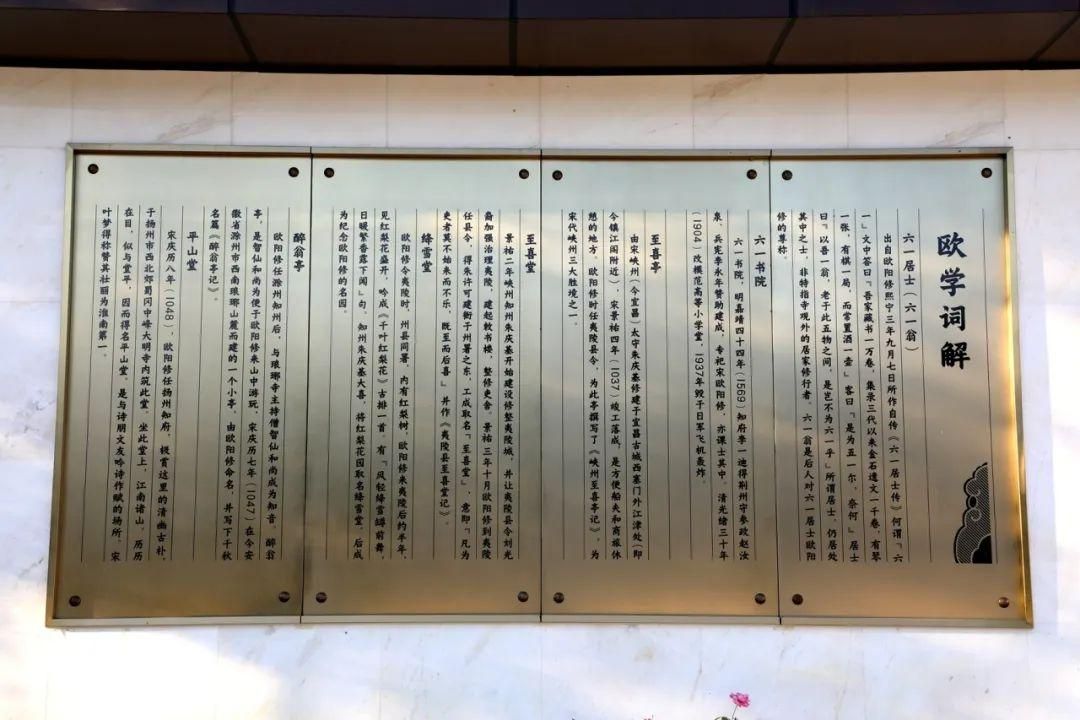 欧学词解
六一居士(六一翁)
出自欧阳修熙宁三年九月七日所作自传《六一居士传》何谓「六
一」文中答曰『吾家藏书一万卷,集录三代以来金石遗文一千卷,有琴
一张,有棋一局,而常置酒一壶』客曰『是为五一尔,奈何』居士
曰『以吾一翁,老于此五物之间,是岂不为六一乎』所谓居士,仍居处
其中之士,非特指寺观外的居家修行者。六一翁是后人对六一居士欧阳
修的尊称。
六一书院
六一书院,明嘉靖四十四年(1569)知府李一迪得荆州守参政赵汝
泉、兵宪李永年赞助建成,专祀宋欧阳修,亦课士其中。清光绪三十年
(1904)改模范高等小学堂,1937年毁于日军飞机轰炸。
至喜亭
由宋峡州(今宜昌)太守朱庆基修建于宜昌古城西塞门外江津处(即
今镇江阁附近),宋景祐四年(1037)竣工落成,是方便船夫和商旅休
憩的地方。欧阳修时任夷陵县令,为此亭撰写了《峡州至喜亭记》,为
宋代峡州三大胜境之一。
至喜堂
景祐二年峡州知州朱庆基开始建设修整夷陵城,并让夷陵县令刘光
裔加强治理夷陵,建起敕书楼,整修吏舍。景祐三年十月欧阳修到夷陵
任县令,得朱许可建衙于州署之东,工成取名「至喜堂」,意即『凡为
吏者莫不始来而不乐,既至而后喜』并作《夷陵县至喜堂记》。
绛雪堂
欧阳修令夷陵时,州县同署,内有红梨树,欧阳修来夷陵后约半年,
见红梨花盛开,吟成《千叶红梨花》古排一首。有『风轻绛雪罇前舞,
日暖繁香露下闻』句。知州朱庆基大喜,将红梨花园取名绛雪堂,后成
为纪念欧阳修的名园。
醉翁亭
欧阳修任滁州知州后,与琅琊寺主持僧智仙和尚成为知音。醉翁
亭,是智仙和尚为便于欧阳修来山中游玩,宋庆历七年(1047)在今安
徽省滁州市西南琅琊山麓而建的一个小亭,由欧阳修命名,并写下千秋
名篇《醉翁亭记》。
平山堂
宋庆历八年(1048),欧阳修任扬州知府,极赏这里的清幽古朴,
于扬州市西北郊蜀冈中峰大明寺内筑此堂。坐此堂上,江南诸山,历历
在目,似与堂平,因而得名平山堂,是与诗朋文友吟诗作赋的场所,宋
叶梦得称赞其壮丽为淮南第一。